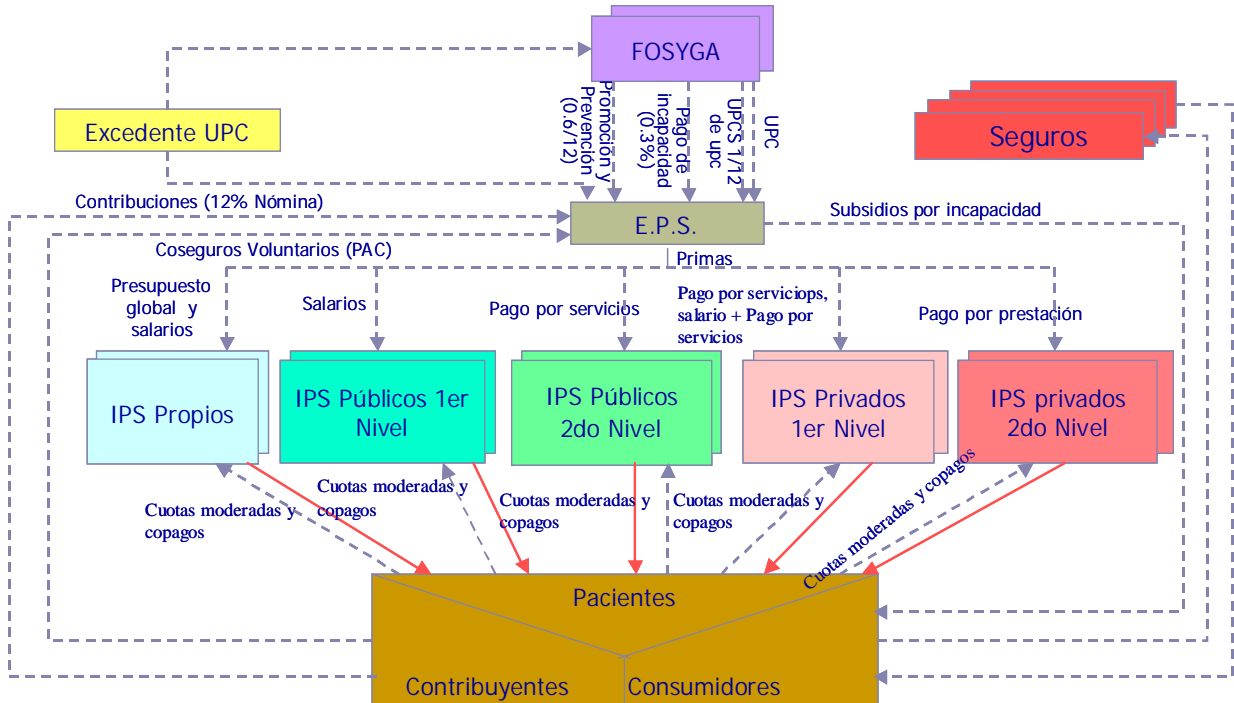 FOSYGA
Excedente UPC
Promoción y
Prevención
(0.6/12)
Pago de
incapacidad
(0.3%)
UPCS 1/12
de upc
UPC
Seguros
Contribuciones (12% Nómina)
E.P.S.
Subsidios por incapacidad
Coseguros Voluntarios (PAC)
Primas
Presupuesto
global y
salarios
Salarios
Pago por servicios
Pago por serviciops,
salario + Pago por
servicios
Pago por prestación
IPS Propios
IPS Públicos 1er
Nivel
IPS Públicos
2do Nivel
IPS Privados
1er Nivel
IPS privados
2do Nivel
Cuotas moderadas y
copagos
Cuotas moderadas y
copagos
Cuotas moderadas y
copagos
Cuotas moderadas y
copagos
Cuotas moderadas y copagos
Pacientes
Contribuyentes
Consumidores